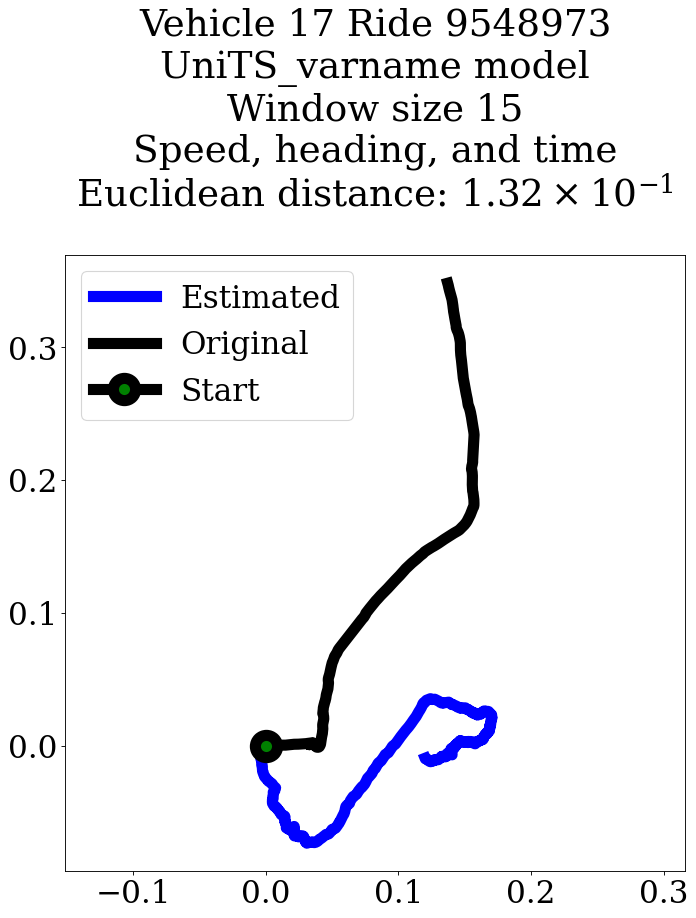 Vehicle 17 Ride 9548973
UniTS_varname model
Window size 15
Speed, heading, and time
Euclidean distance: 1.32 × 10⁻¹
Estimated
Original
Start
0.3
0.2
0.1
0.0
−0.1 0.0 0.1 0.2 0.3